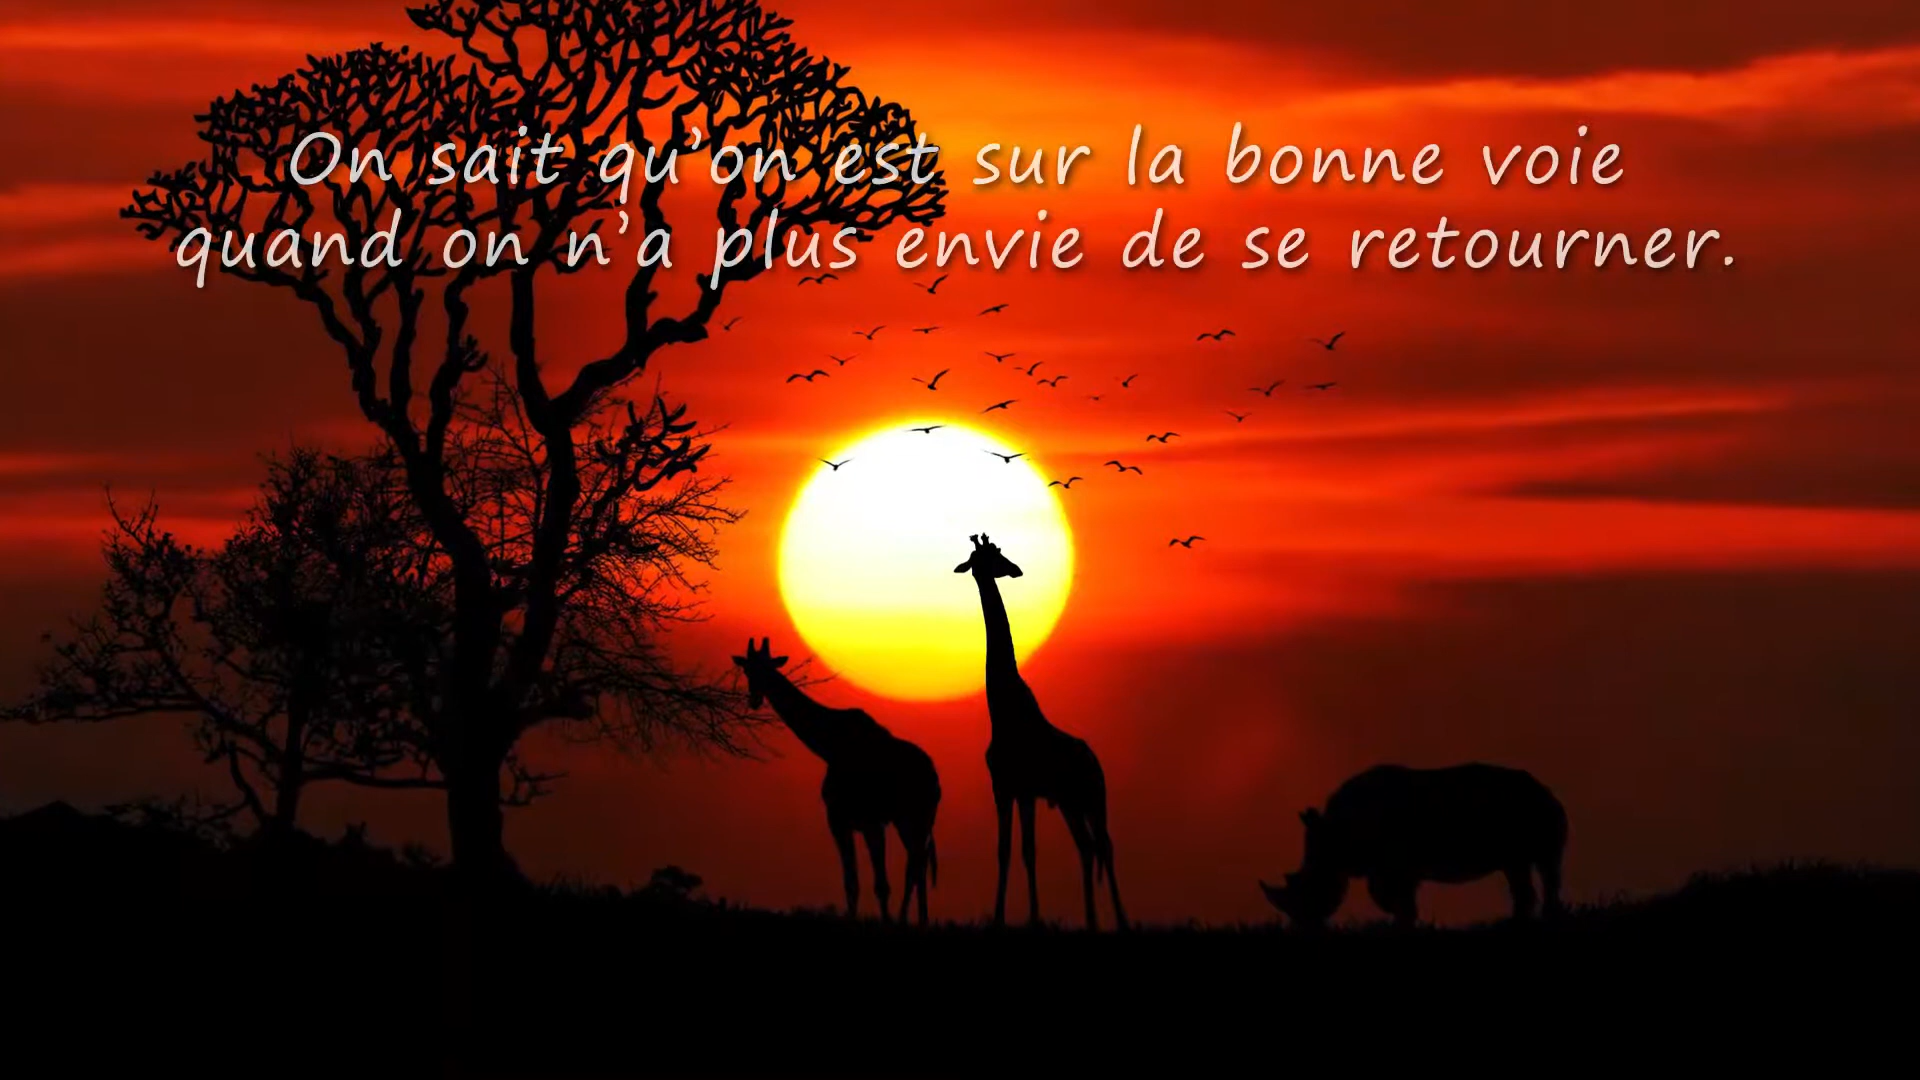 On sait qu’on est sur la bonne voie
quand on n’a plus envie de se retourner.